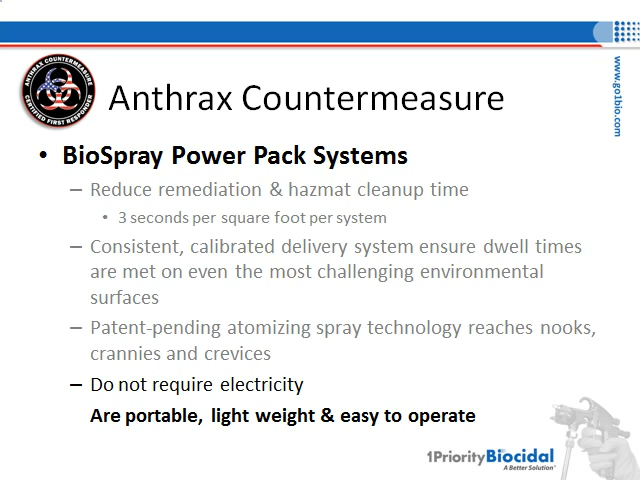 ANTHRAX COUNTERMEASURE
CERTIFIED FIRST RESPONDER
www.go1bio.com
Anthrax Countermeasure
• BioSpray Power Pack Systems
– Reduce remediation & hazmat cleanup time
• 3 seconds per square foot per system
– Consistent, calibrated delivery system ensure dwell times
are met on even the most challenging environmental
surfaces
– Patent-pending atomizing spray technology reaches nooks,
crannies and crevices
– Do not require electricity
Are portable, light weight & easy to operate
1PriorityBiocidal
A Better Solution